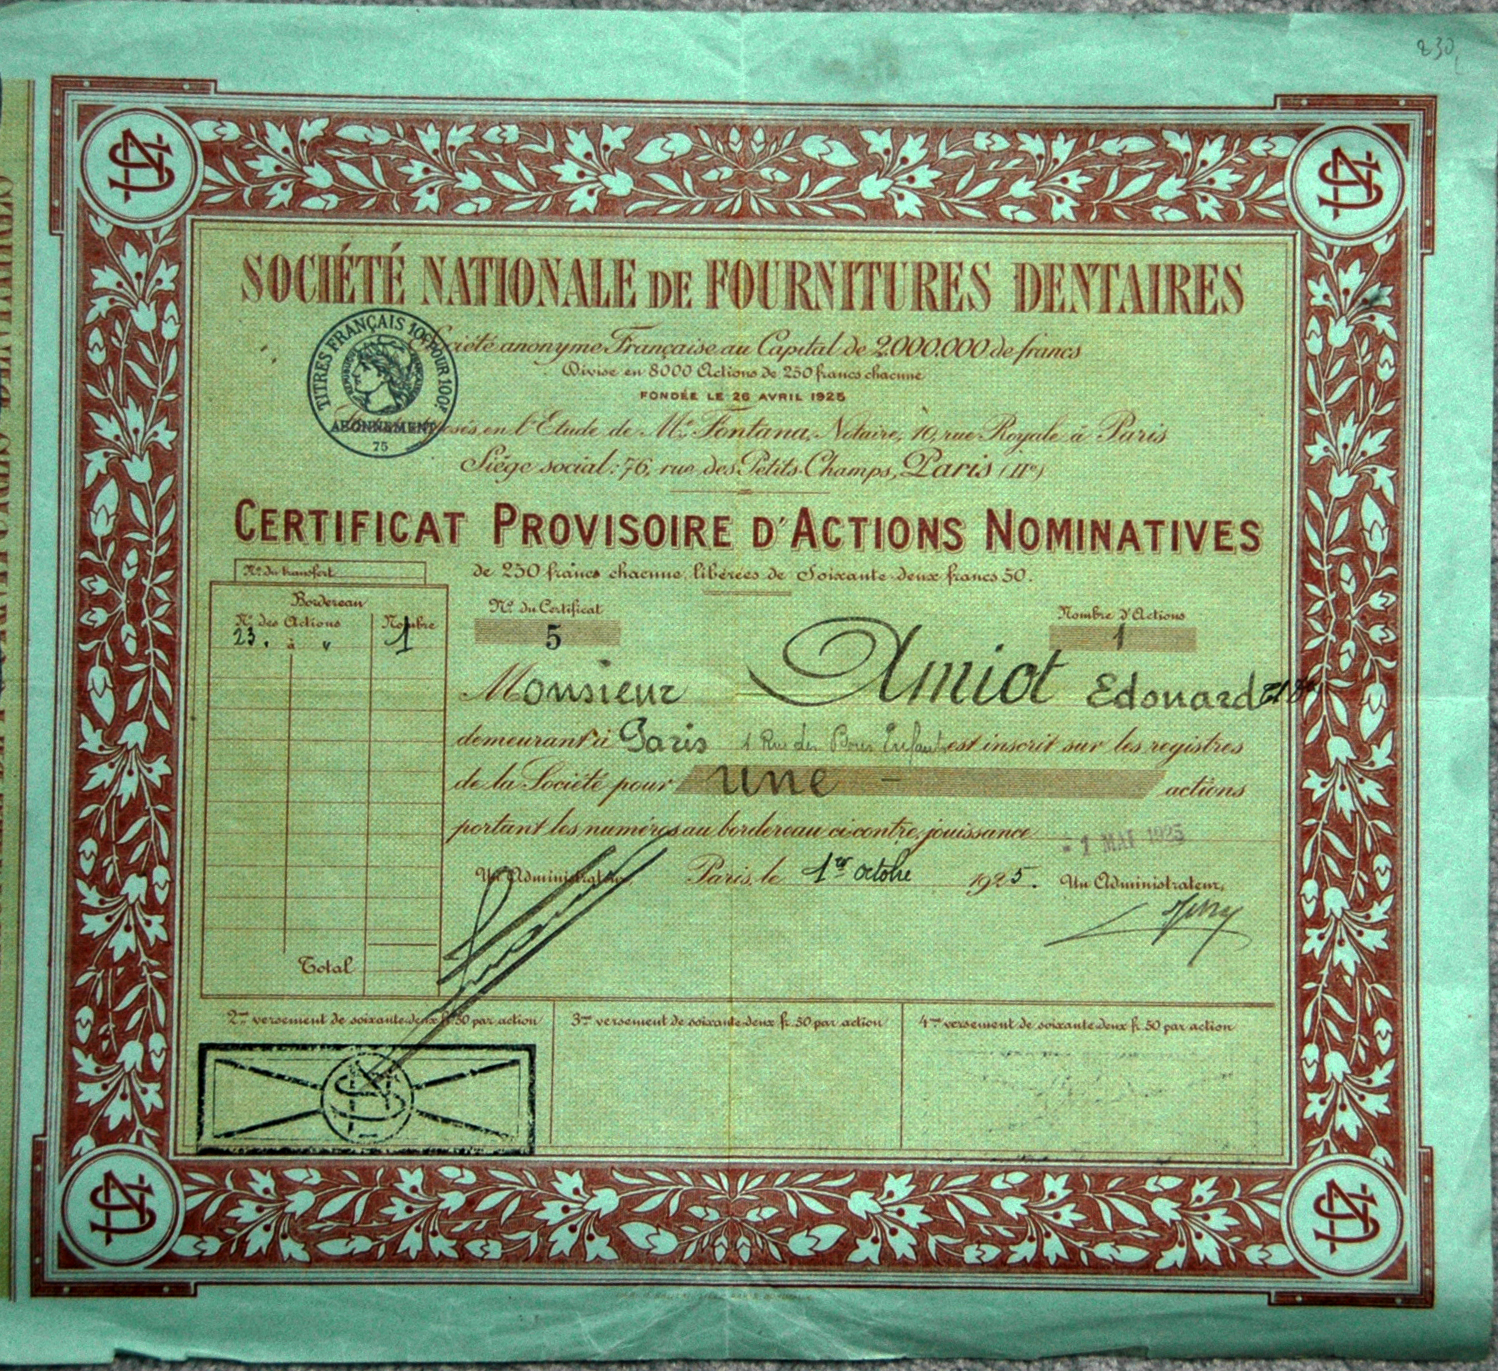 230
SOCIÉTÉ NATIONALE DE FOURNITURES DENTAIRES
TITRES FRANÇAIS 10c POUR 100F
ABONNEMENT
75
Société anonyme Française au Capital de 2.000.000 de francs
Divisé en 8000 Actions de 250 francs chacune
FONDÉE LE 26 AVRIL 1925
en l'Etude de Me Fontana, Notaire, 10, rue Royale à Paris
Siège social: 76, rue des Petits-Champs, Paris (IIe)
CERTIFICAT PROVISOIRE D'ACTIONS NOMINATIVES
de 250 francs chacune, libérées de Soixante-deux francs 50.
No du transfert
Bordereau
Nos des Actions Nombre
23. à " 1
No du Certificat
5
Nombre d'Actions
1
Monsieur Amiot Edouard
demeurant à Paris 1 Rue des Bons Enfants est inscrit sur les registres
de la Société pour une - actions
portant les numéros au bordereau ci-contre, jouissance - 1 MAI 1925
Un Administrateur, Paris, le 1er octobre 1925. Un Administrateur,
Total
2me versement de soixante-deux fr. 50 par action
3me versement de soixante-deux fr. 50 par action
4me versement de soixante-deux fr. 50 par action